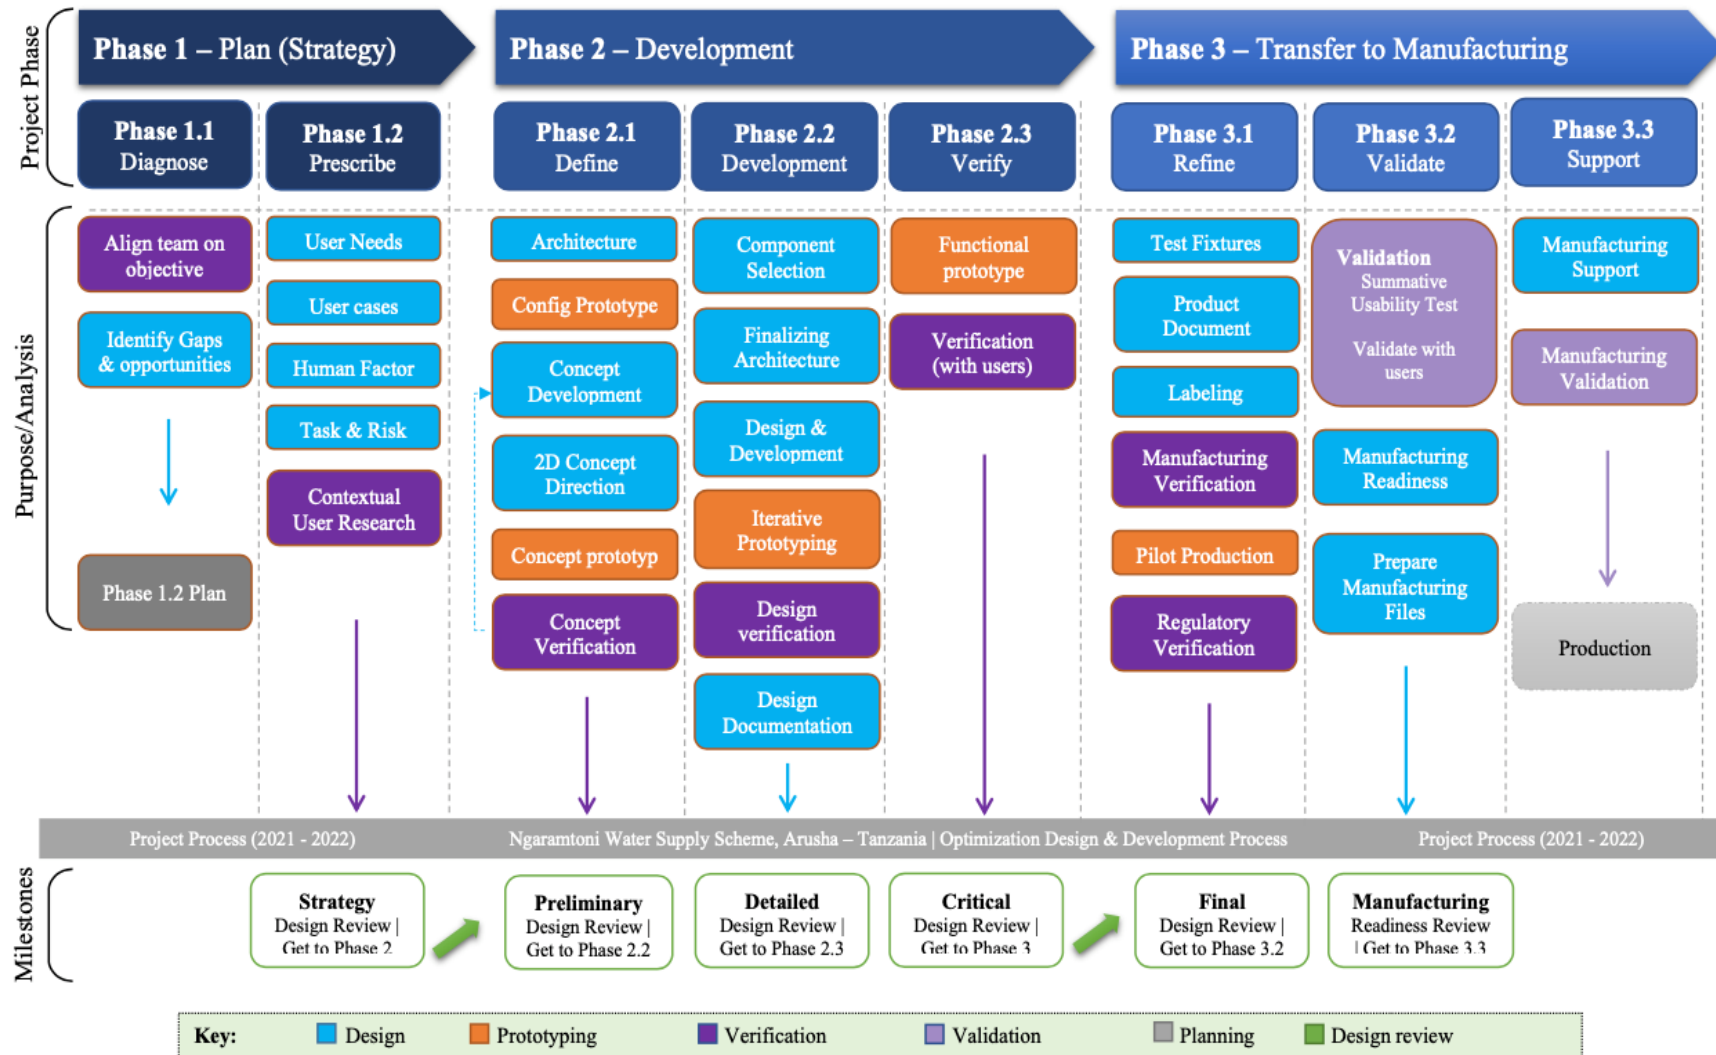 Project Phase
Phase 1 – Plan (Strategy)
Phase 2 – Development
Phase 3 – Transfer to Manufacturing
Phase 1.1
Diagnose
Phase 1.2
Prescribe
Phase 2.1
Define
Phase 2.2
Development
Phase 2.3
Verify
Phase 3.1
Refine
Phase 3.2
Validate
Phase 3.3
Support
Purpose/Analysis
Align team on
objective
Identify Gaps
& opportunities
Phase 1.2 Plan
User Needs
User cases
Human Factor
Task & Risk
Contextual
User Research
Architecture
Config Prototype
Concept
Development
2D Concept
Direction
Concept prototyp
Concept
Verification
Component
Selection
Finalizing
Architecture
Design &
Development
Iterative
Prototyping
Design
verification
Design
Documentation
Functional
prototype
Verification
(with users)
Test Fixtures
Product
Document
Labeling
Manufacturing
Verification
Pilot Production
Regulatory
Verification
Validation
Summative
Usability Test
Validate with
users
Manufacturing
Readiness
Prepare
Manufacturing
Files
Manufacturing
Support
Manufacturing
Validation
Production
Project Process (2021 - 2022)
Ngaramtoni Water Supply Scheme, Arusha – Tanzania | Optimization Design & Development Process
Project Process (2021 - 2022)
Milestones
Strategy
Design Review |
Get to Phase 2
Preliminary
Design Review |
Get to Phase 2.2
Detailed
Design Review |
Get to Phase 2.3
Critical
Design Review |
Get to Phase 3
Final
Design Review |
Get to Phase 3.2
Manufacturing
Readiness Review
| Get to Phase 3.3
Key:
Design
Prototyping
Verification
Validation
Planning
Design review